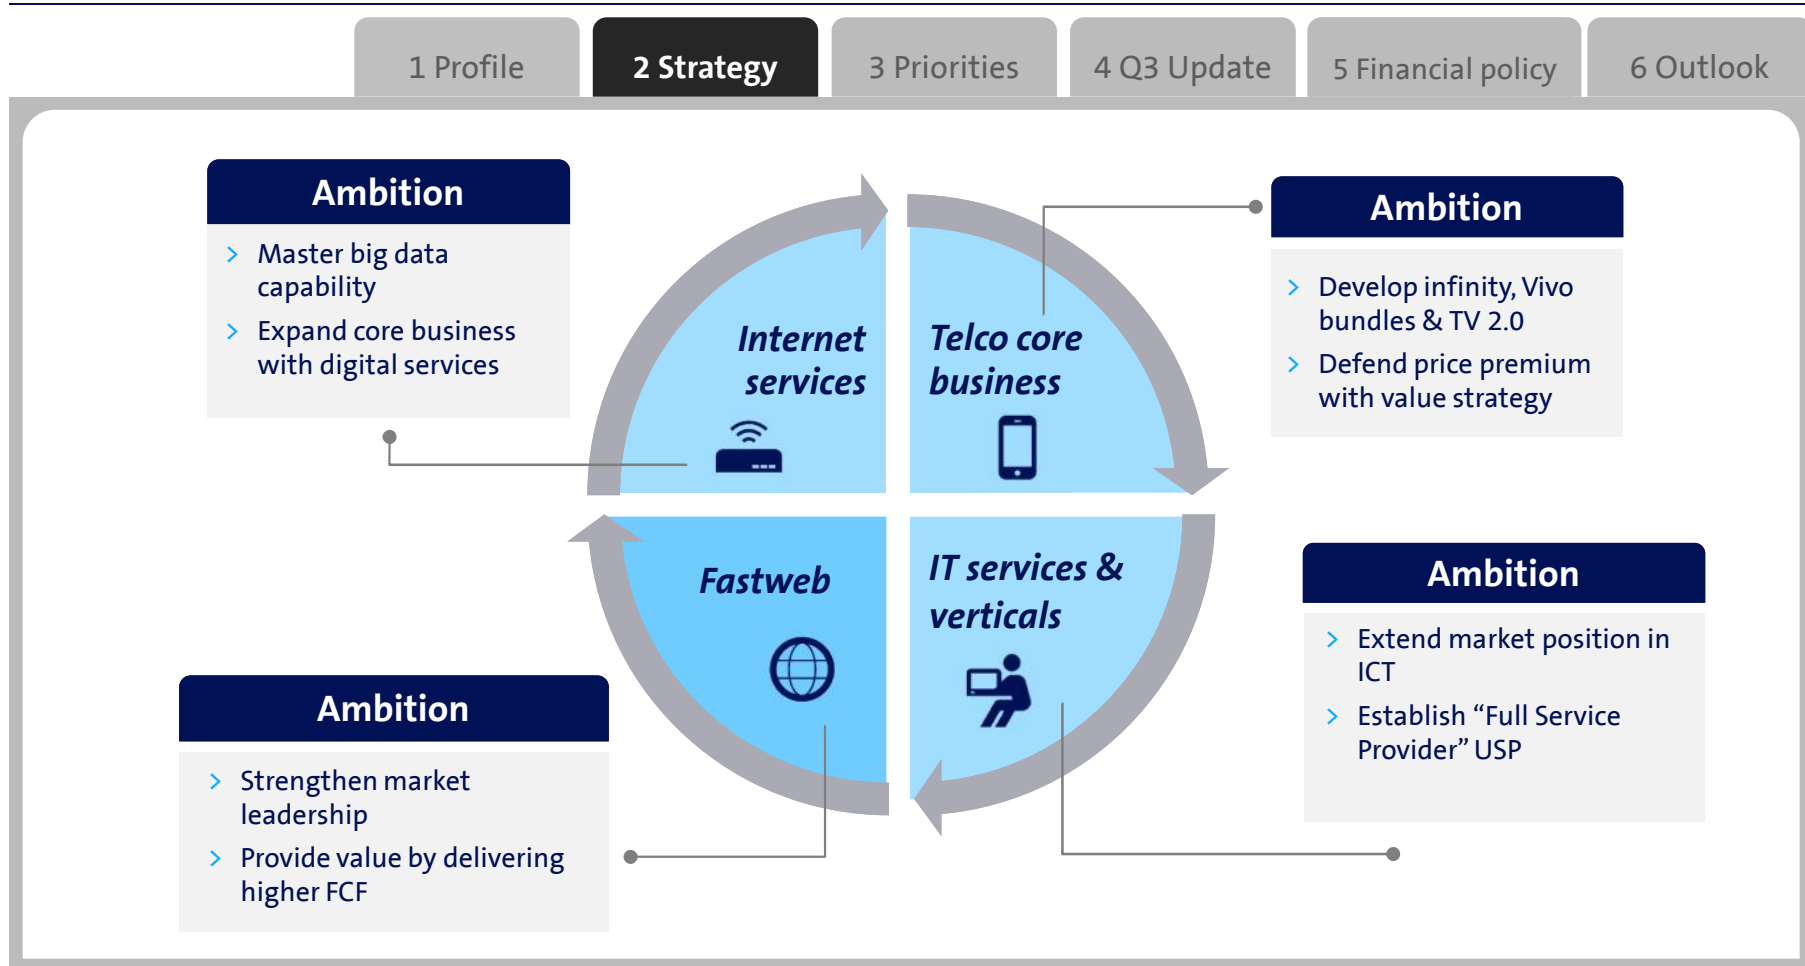 1 Profile
2 Strategy
3 Priorities
4 Q3 Update
5 Financial policy
6 Outlook
Ambition
> Master big data
capability
> Expand core business
with digital services
Ambition
> Develop infinity, Vivo
bundles & TV 2.0
> Defend price premium
with value strategy
Internet
services
Telco core
business
Fastweb
IT services &
verticals
Ambition
> Strengthen market
leadership
> Provide value by delivering
higher FCF
Ambition
> Extend market position in
ICT
> Establish “Full Service
Provider” USP